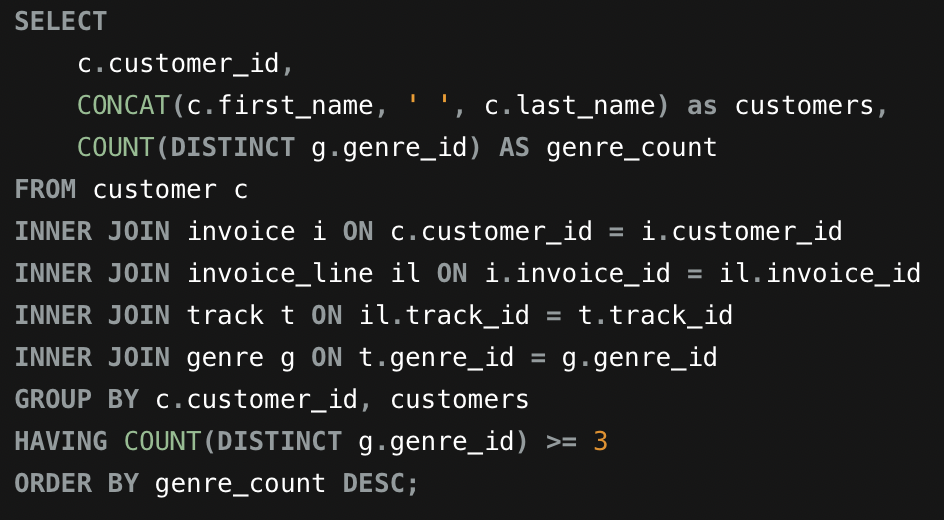 SELECT
    c.customer_id,
    CONCAT(c.first_name, ' ', c.last_name) as customers,
    COUNT(DISTINCT g.genre_id) AS genre_count
FROM customer c
INNER JOIN invoice i ON c.customer_id = i.customer_id
INNER JOIN invoice_line il ON i.invoice_id = il.invoice_id
INNER JOIN track t ON il.track_id = t.track_id
INNER JOIN genre g ON t.genre_id = g.genre_id
GROUP BY c.customer_id, customers
HAVING COUNT(DISTINCT g.genre_id) >= 3
ORDER BY genre_count DESC;